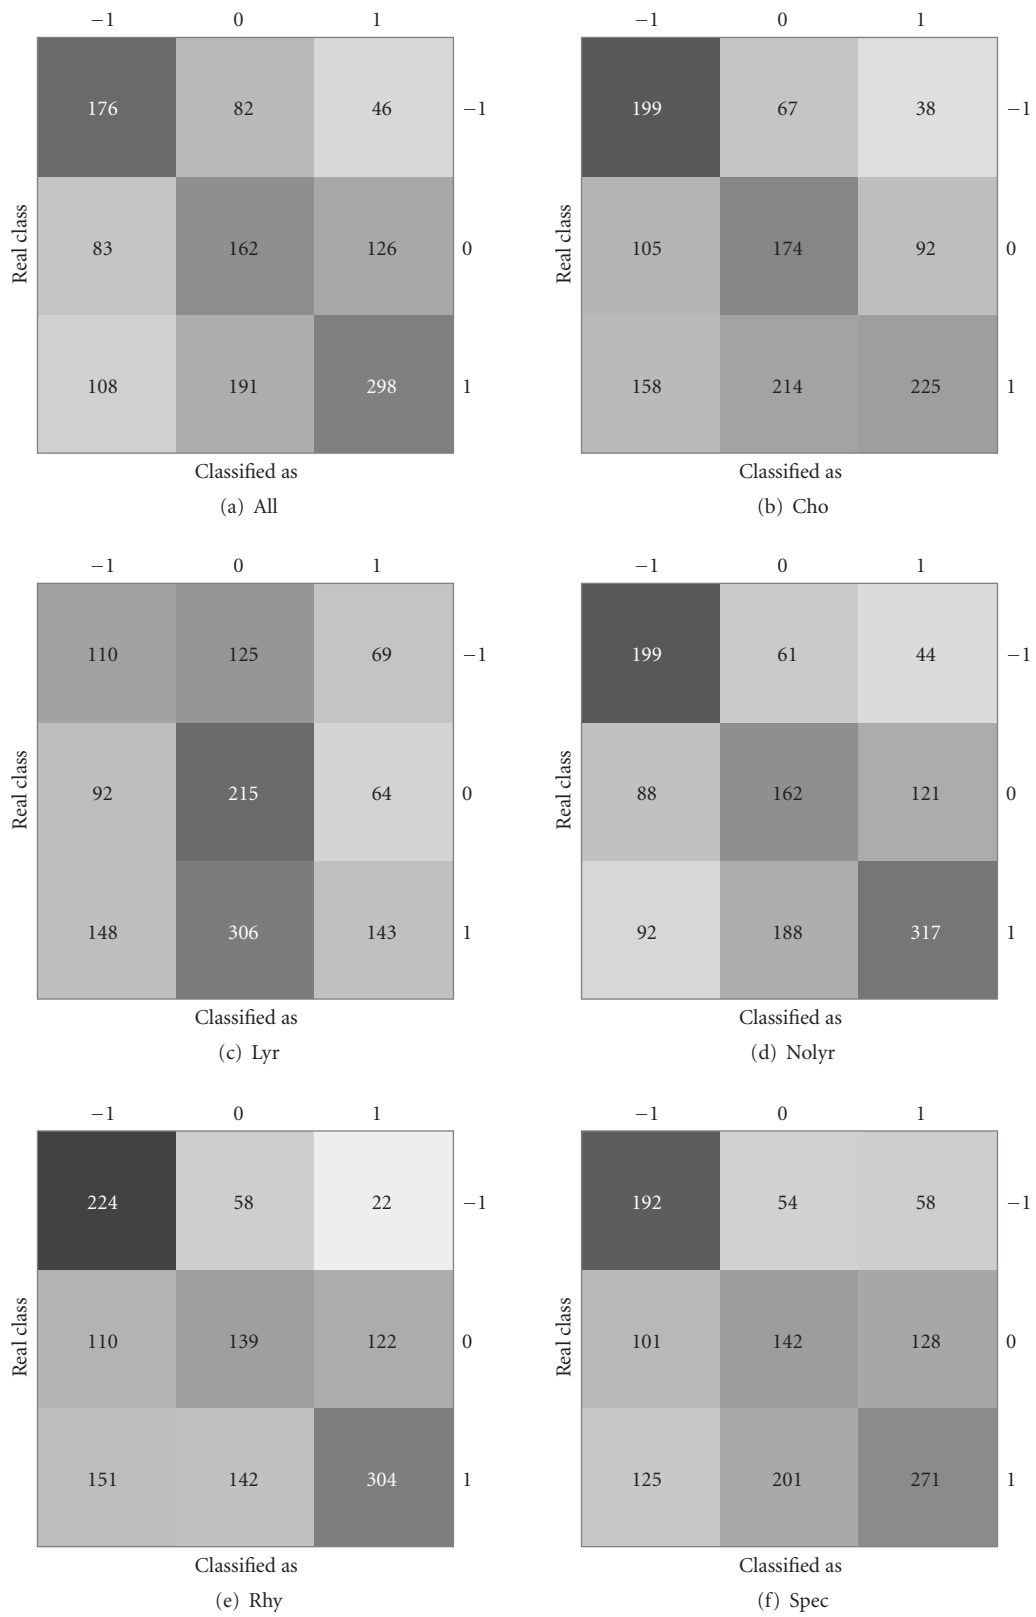 −1 0 1
176 82 46 −1
83 162 126 0
108 191 298 1
Real class
Classified as
(a) All
−1 0 1
199 67 38 −1
105 174 92 0
158 214 225 1
Real class
Classified as
(b) Cho
−1 0 1
110 125 69 −1
92 215 64 0
148 306 143 1
Real class
Classified as
(c) Lyr
−1 0 1
199 61 44 −1
88 162 121 0
92 188 317 1
Real class
Classified as
(d) Nolyr
−1 0 1
224 58 22 −1
110 139 122 0
151 142 304 1
Real class
Classified as
(e) Rhy
−1 0 1
192 54 58 −1
101 142 128 0
125 201 271 1
Real class
Classified as
(f) Spec